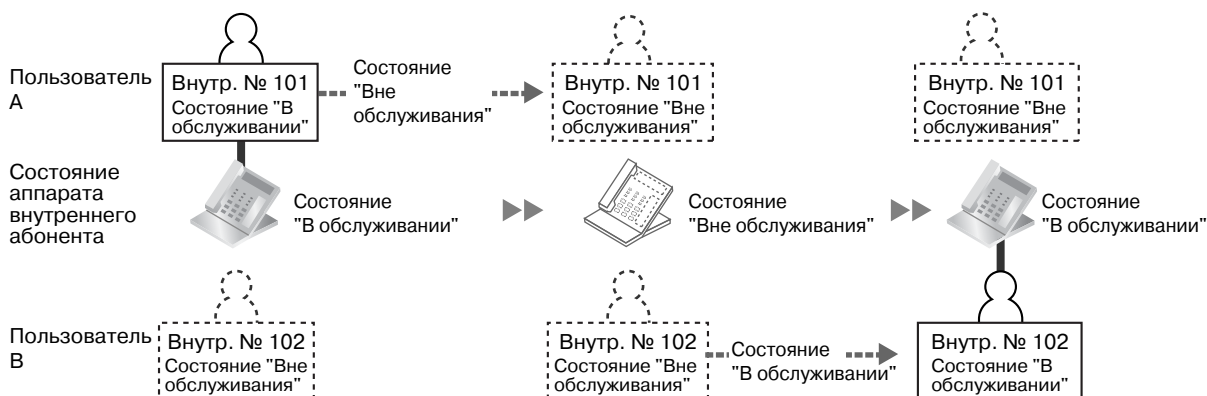 Пользователь
A
Внутр. № 101
Состояние "В
обслуживании"
Состояние
"Вне
обслуживания"
Внутр. № 101
Состояние "Вне
обслуживания"
Внутр. № 101
Состояние "Вне
обслуживания"
Состояние
аппарата
внутреннего
абонента
Состояние
"В обслуживании"
Состояние
"Вне обслуживания"
Состояние
"В обслуживании"
Пользователь
B
Внутр. № 102
Состояние "Вне
обслуживания"
Внутр. № 102
Состояние "Вне
обслуживания"
Состояние
"В обслуживании"
Внутр. № 102
Состояние "В
обслуживании"